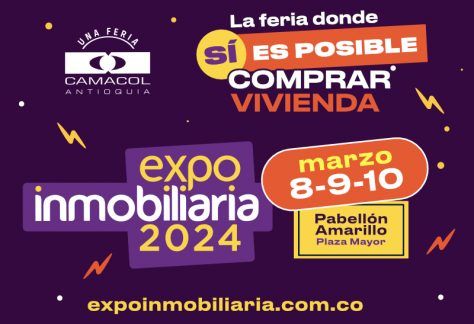 UNA FERIA
CAMACOL
ANTIOQUIA
La feria donde
SÍ ES POSIBLE
COMPRAR
VIVIENDA
expo
inmobiliaria
2024
marzo
8-9-10
Pabellón
Amarillo
Plaza Mayor
expoinmobiliaria.com.co